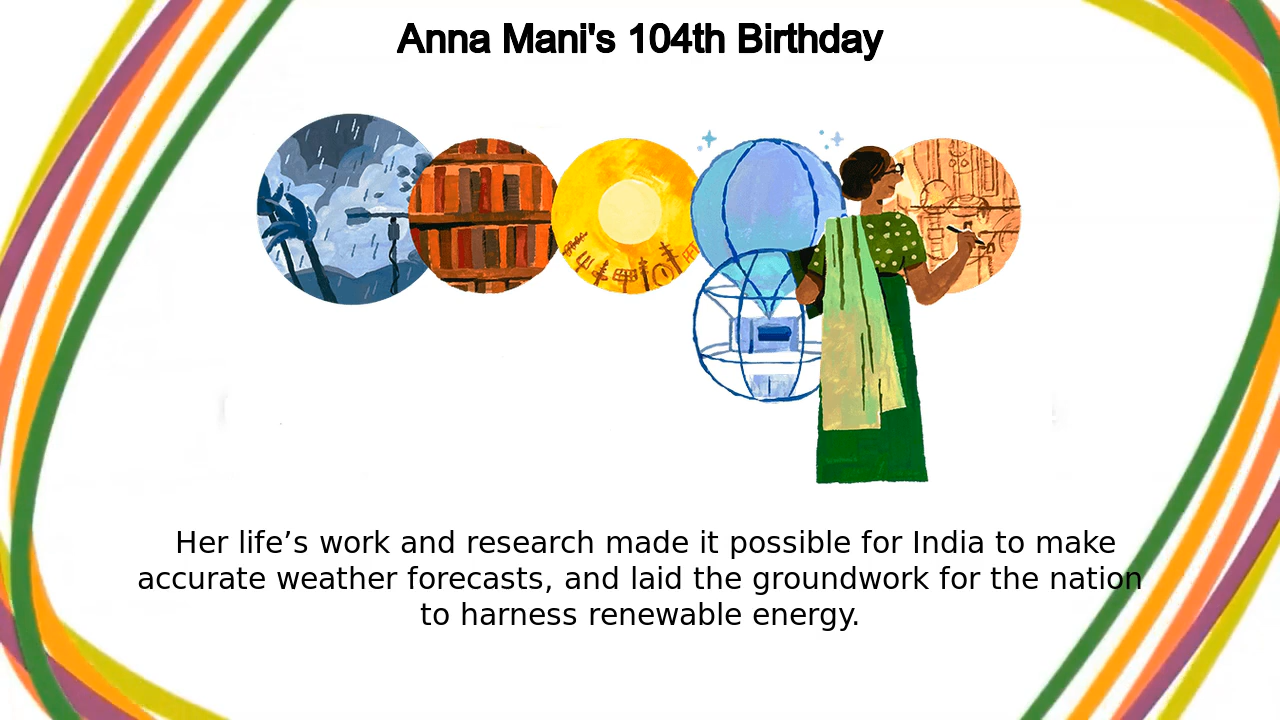 Anna Mani's 104th Birthday
Her life’s work and research made it possible for India to make
accurate weather forecasts, and laid the groundwork for the nation
to harness renewable energy.